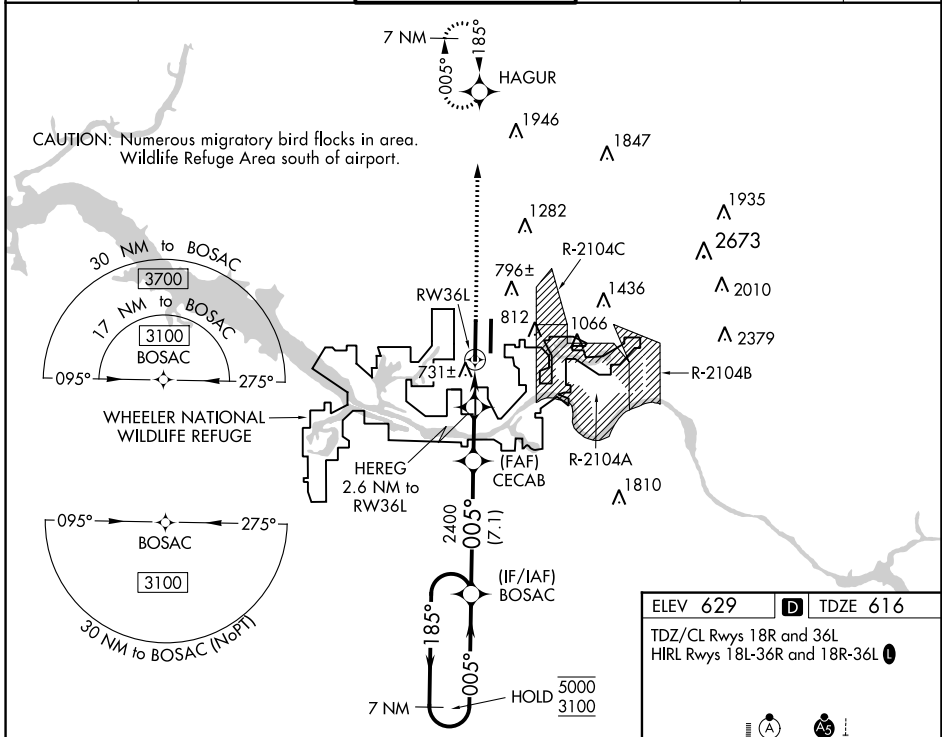 7 NM
185°
005°
HAGUR
CAUTION: Numerous migratory bird flocks in area.
Wildlife Refuge Area south of airport.
1946
1847
1935
1282
2673
R-2104C
30 NM to BOSAC
3700
17 NM to BOSAC
3100
BOSAC
095°
275°
796±
1436
2010
RW36L
812
1066
2379
731±
R-2104B
WHEELER NATIONAL
WILDLIFE REFUGE
HEREG
2.6 NM to
RW36L
(FAF)
CECAB
R-2104A
1810
095°
275°
BOSAC
3100
30 NM to BOSAC (NoPT)
2400
005°
(7.1)
(IF/IAF)
BOSAC
185°
005°
7 NM
HOLD
5000
3100
ELEV 629 D TDZE 616
TDZ/CL Rwys 18R and 36L
HIRL Rwys 18L-36R and 18R-36L L
A
A5